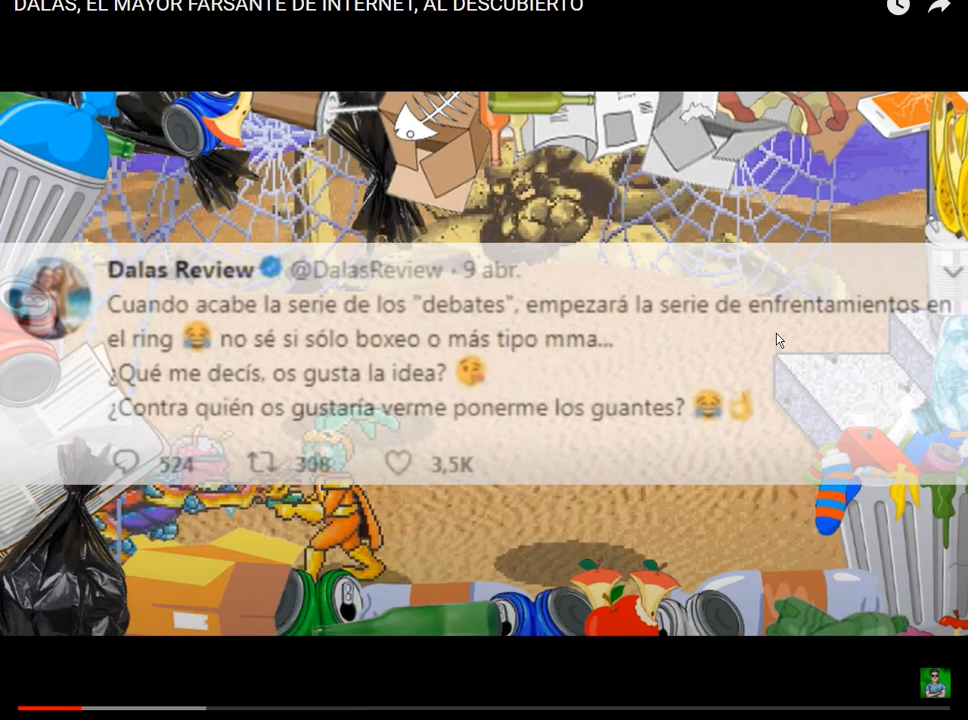 DALAS, EL MAYOR FARSANTE DE INTERNET, AL DESCUBIERTO
Dalas Review @DalasReview · 9 abr.
Cuando acabe la serie de los "debates", empezará la serie de enfrentamientos en
el ring 😂 no sé si sólo boxeo o más tipo mma...
¿Qué me decís, os gusta la idea? 😘
¿Contra quién os gustaría verme ponerme los guantes? 😂👌
524 308 3,5K